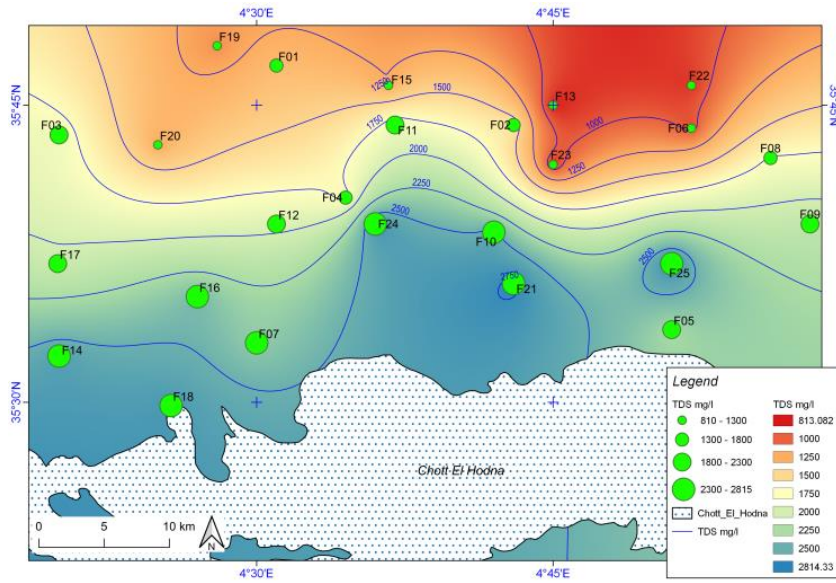 4°30'E
4°45'E
F19
F01
F15
1250
1500
F22
35°45'N
F13
35°45'N
F03
1750
F11
F02
1000
F06
F20
F23
1250
F08
2000
F04
2250
F12
2500
F24
F10
F09
F17
2500
F25
F16
2750
F21
F05
F07
F14
F18
35°30'N
Chott El Hodna
0 5 10 km
N
4°30'E
4°45'E
Legend
TDS mg/l
810 - 1300
1300 - 1800
1800 - 2300
2300 - 2815
Chott_El_Hodna
TDS mg/l
TDS mg/l
813.082
1000
1250
1500
1750
2000
2250
2500
2814.33